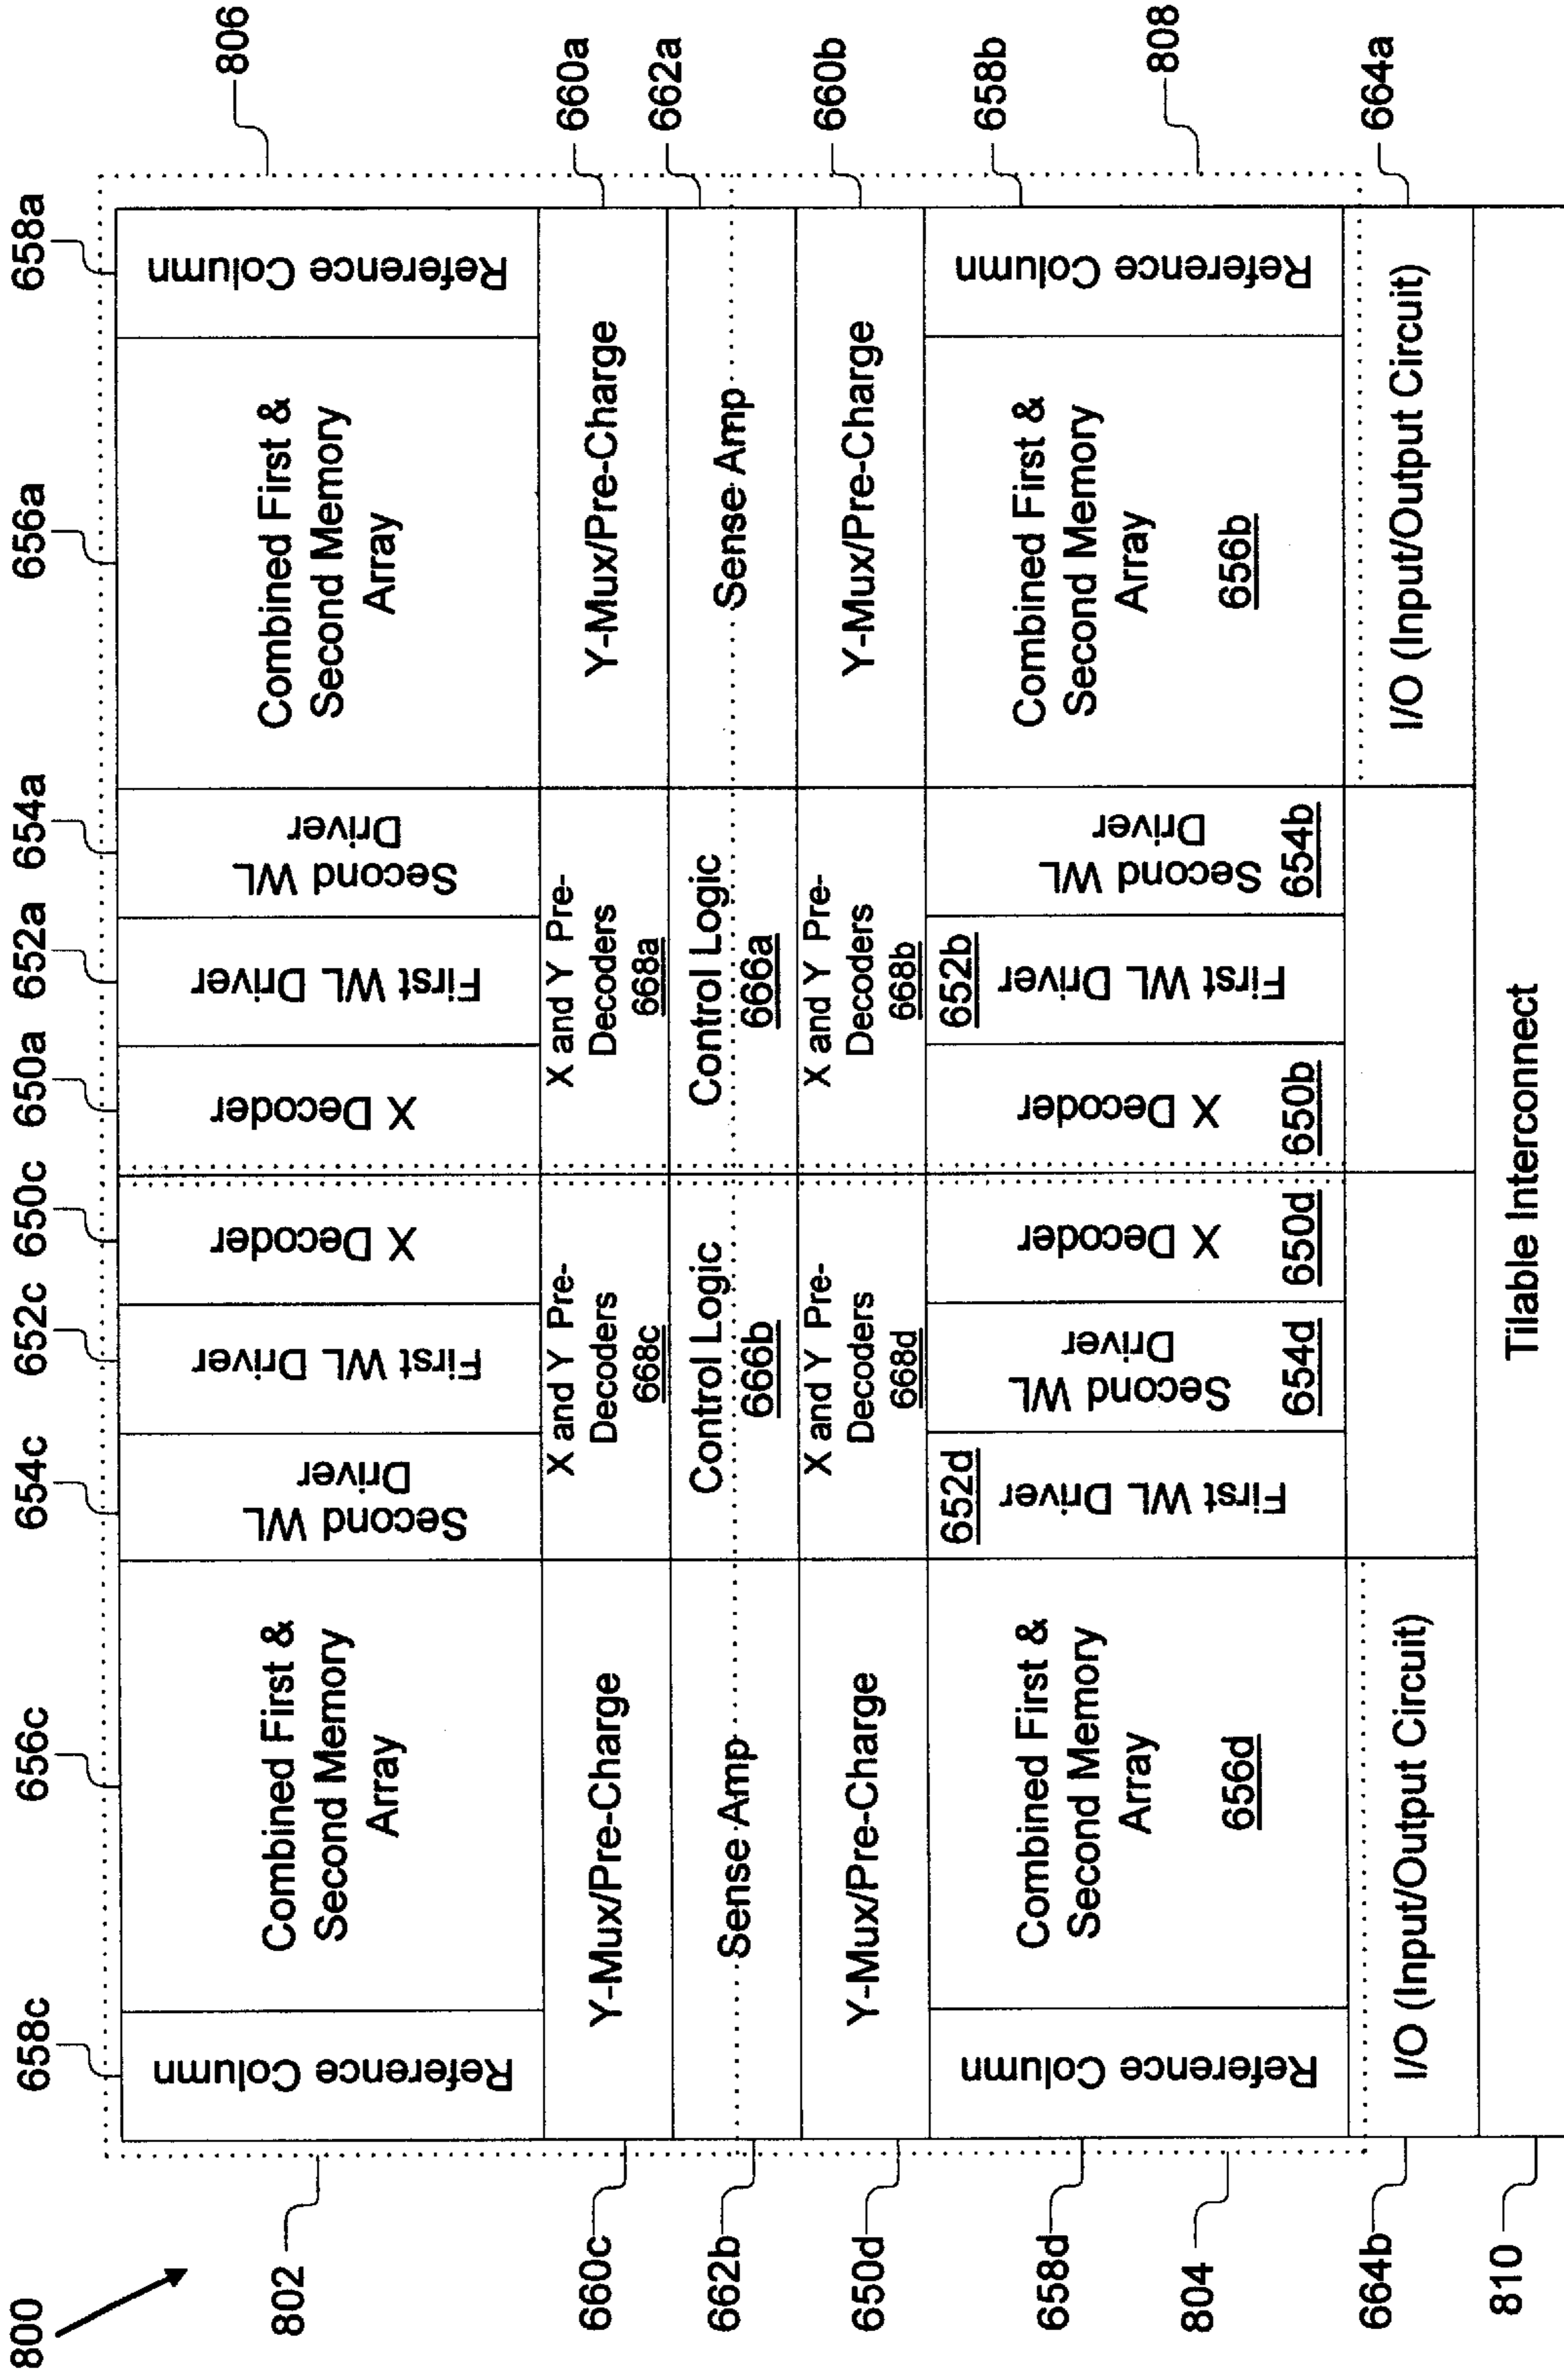 800
658c
656c
654c
652c
650c
650a
652a
654a
656a
658a
802
806
Reference Column
Combined First &
Second Memory
Array
Second WL
Driver
First WL Driver
X Decoder
X Decoder
First WL Driver
Second WL
Driver
Combined First &
Second Memory
Array
Reference Column
660c
Y-Mux/Pre-Charge
X and Y Pre-
Decoders
668c
X and Y Pre-
Decoders
668a
Y-Mux/Pre-Charge
660a
662b
Sense Amp
Control Logic
666b
Control Logic
666a
Sense Amp
662a
650d
Y-Mux/Pre-Charge
X and Y Pre-
Decoders
668d
X and Y Pre-
Decoders
668b
Y-Mux/Pre-Charge
660b
658d
Reference Column
Combined First &
Second Memory
Array
656d
652d
First WL Driver
Second WL
Driver
654d
X Decoder
650d
X Decoder
650b
652b
First WL Driver
Second WL
Driver
654b
Combined First &
Second Memory
Array
656b
Reference Column
658b
804
808
664b
I/O (Input/Output Circuit)
I/O (Input/Output Circuit)
664a
810
Tilable Interconnect